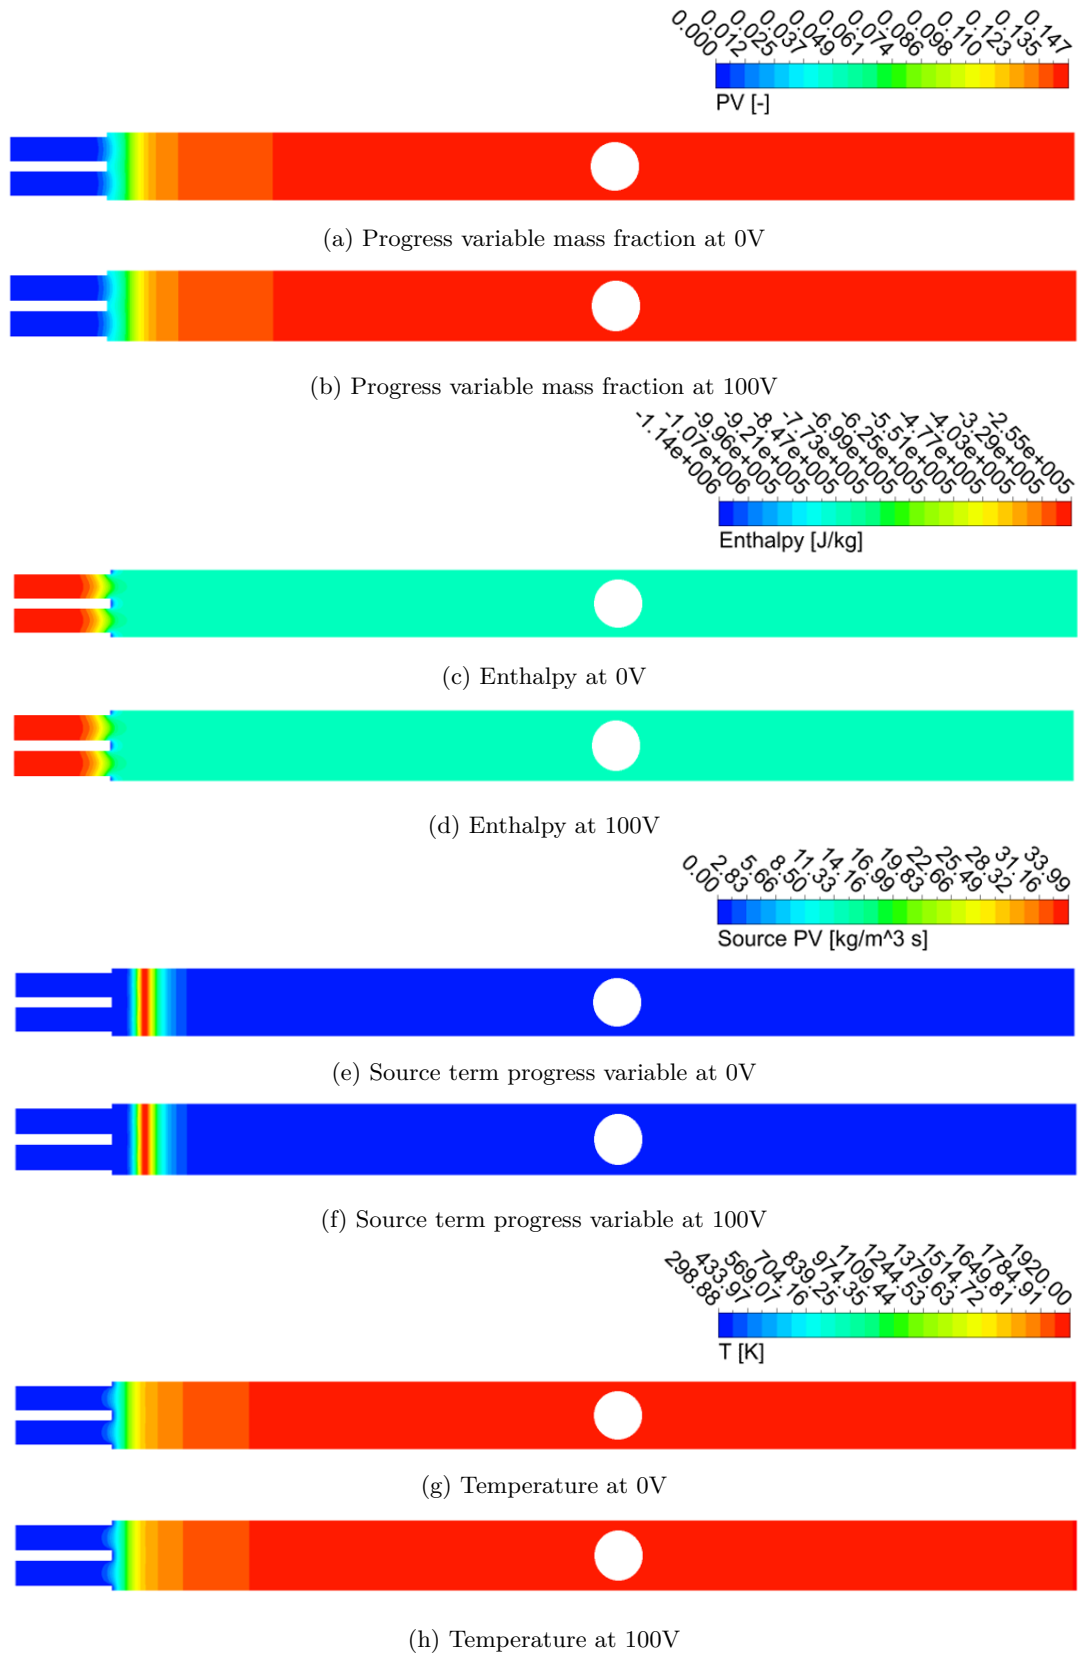 0.000 0.012 0.025 0.037 0.049 0.061 0.074 0.086 0.098 0.110 0.123 0.135 0.147
PV [-]
(a) Progress variable mass fraction at 0V
(b) Progress variable mass fraction at 100V
-1.14e+006 -1.07e+006 -9.96e+005 -9.21e+005 -8.47e+005 -7.73e+005 -6.99e+005 -6.25e+005 -5.51e+005 -4.77e+005 -4.03e+005 -3.29e+005 -2.55e+005
Enthalpy [J/kg]
(c) Enthalpy at 0V
(d) Enthalpy at 100V
0.00 2.83 5.66 8.50 11.33 14.16 16.99 19.83 22.66 25.49 28.32 31.16 33.99
Source PV [kg/m^3 s]
(e) Source term progress variable at 0V
(f) Source term progress variable at 100V
298.88 433.97 569.07 704.16 839.25 974.35 1109.44 1244.53 1379.63 1514.72 1649.81 1784.91 1920.00
T [K]
(g) Temperature at 0V
(h) Temperature at 100V